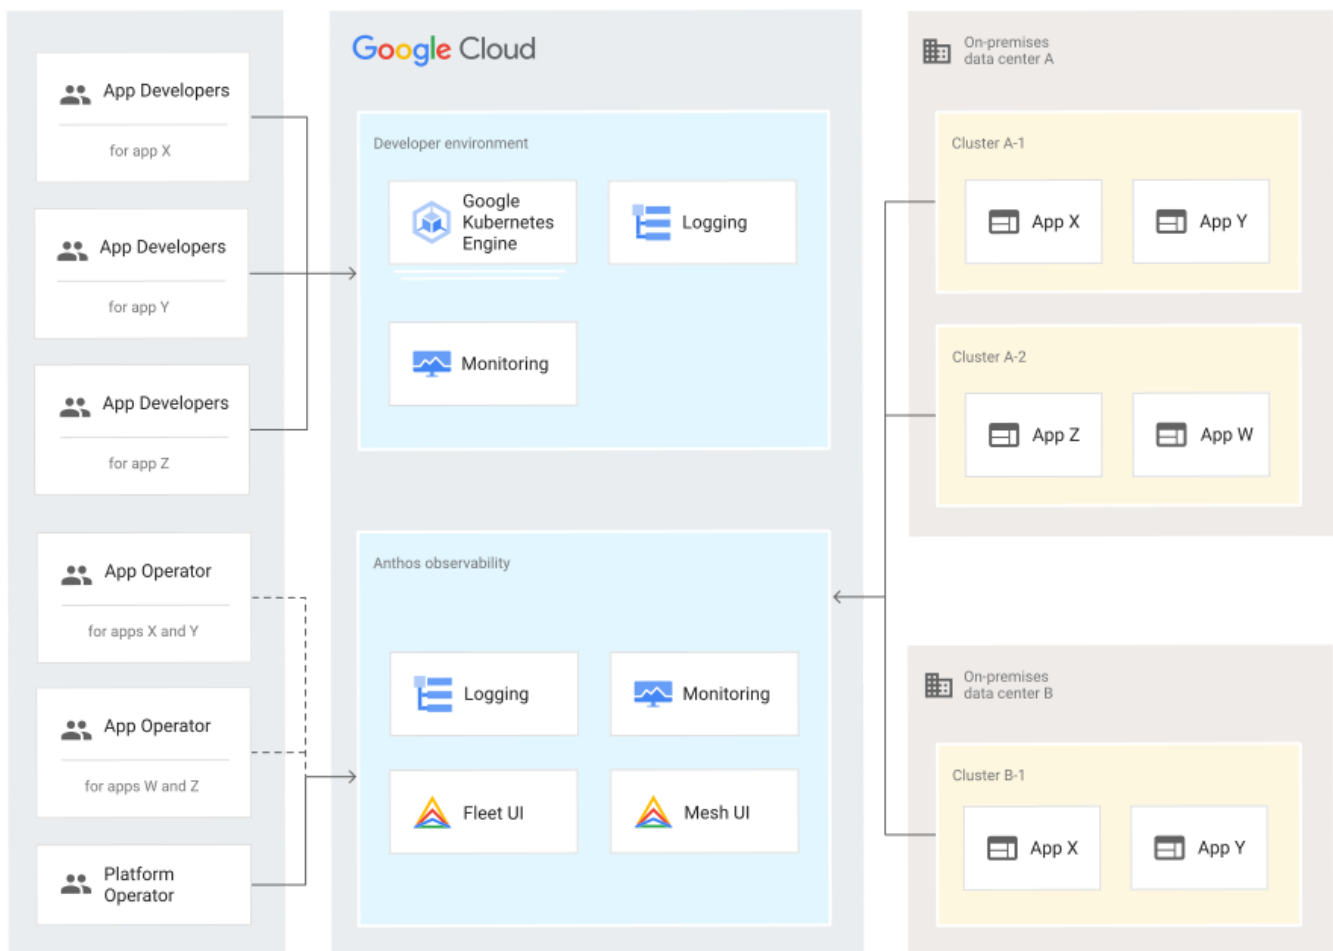 App Developers
for app X
App Developers
for app Y
App Developers
for app Z
App Operator
for apps X and Y
App Operator
for apps W and Z
Platform
Operator
Google Cloud
Developer environment
Google
Kubernetes
Engine
Logging
Monitoring
Anthos observability
Logging
Monitoring
Fleet UI
Mesh UI
On-premises
data center A
Cluster A-1
App X
App Y
Cluster A-2
App Z
App W
On-premises
data center B
Cluster B-1
App X
App Y